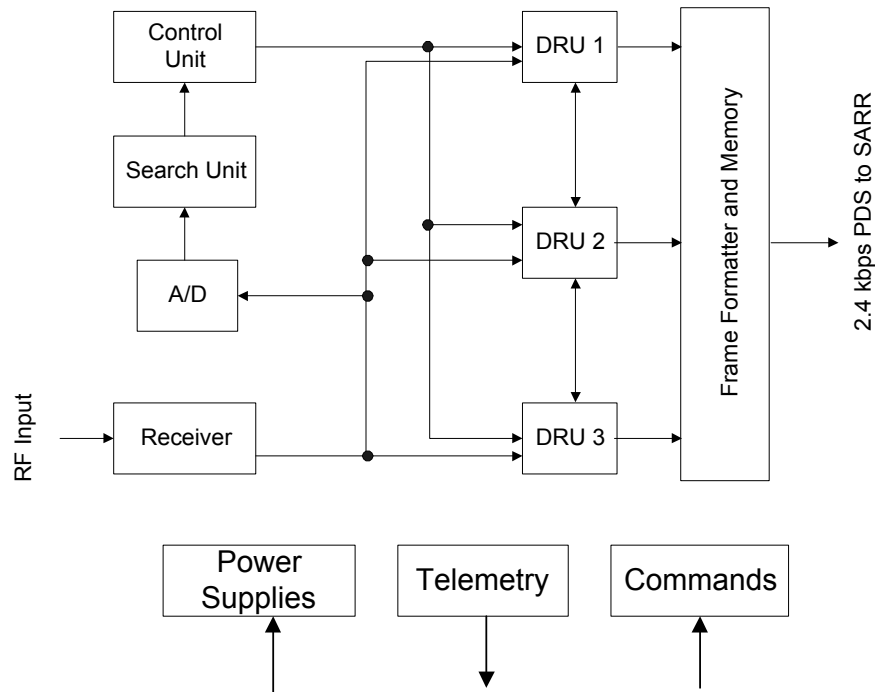 Control
Unit
DRU 1
Search Unit
DRU 2
A/D
Frame Formatter and Memory
2.4 kbps PDS to SARR
RF Input
Receiver
DRU 3
Power
Supplies
Telemetry
Commands